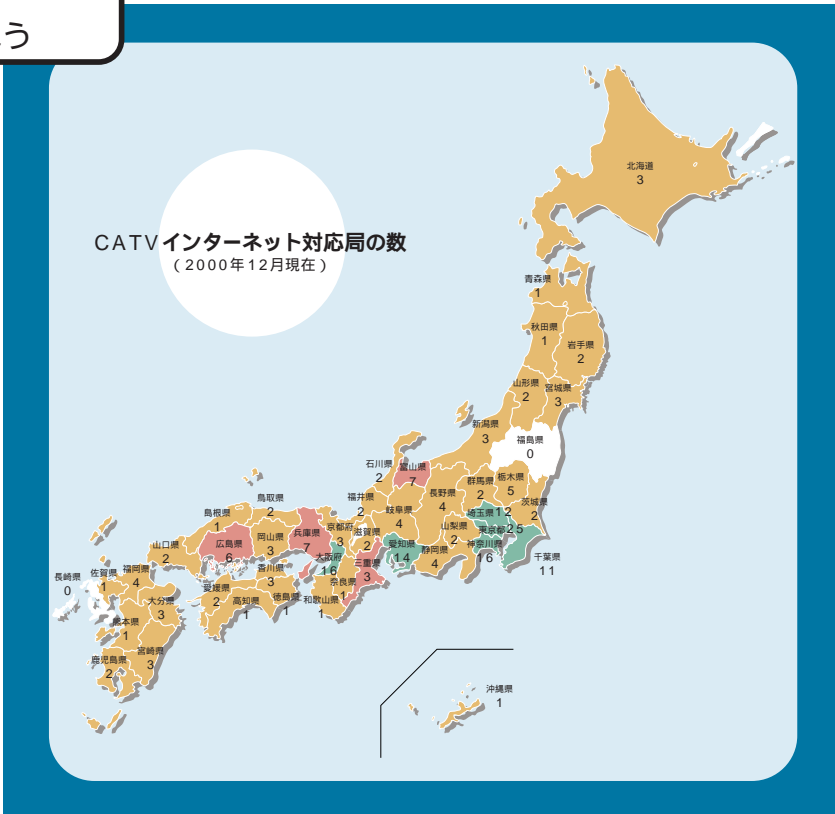 う
CATVインターネット対応局の数
(2000年12月現在)
北海道
3
青森県
1
秋田県
1
岩手県
2
山形県
2
宮城県
3
新潟県
3
福島県
0
石川県
2
富山県
7
群馬県
2
栃木県
5
茨城県
2
長野県
4
福井県
2
岐阜県
4
埼玉県12
東京都25
山梨県
2
神奈川県
16
千葉県
11
静岡県
4
愛知県
14
鳥取県
2
島根県
1
岡山県
3
兵庫県
7
京都府
3
滋賀県
2
広島県
6
山口県
2
大阪府
16
三重県
3
奈良県
1
和歌山県
1
香川県
3
徳島県
1
愛媛県
2
高知県
1
長崎県
0
佐賀県
1
福岡県
4
大分県
3
熊本県
1
宮崎県
3
鹿児島県
2
沖縄県
1